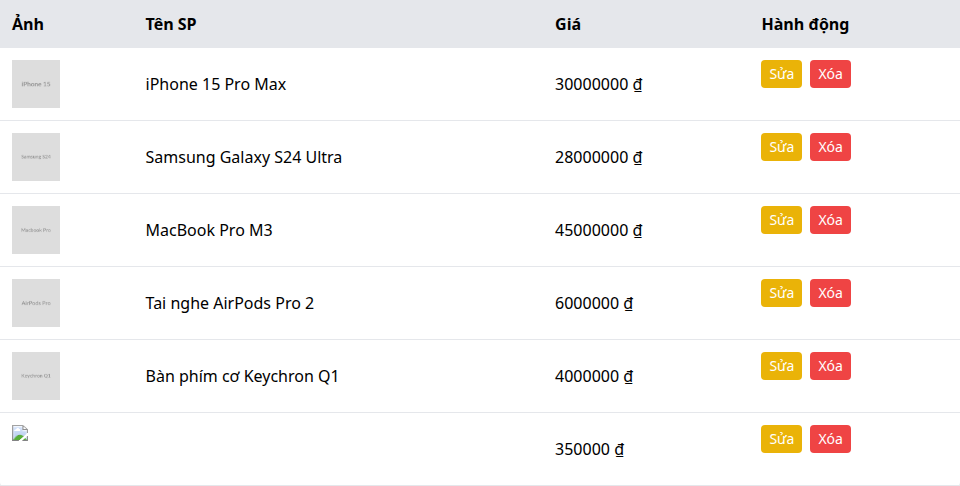 Ảnh Tên SP Giá Hành động
iPhone 15 iPhone 15 Pro Max 30000000 ₫ Sửa Xóa
Samsung S24 Samsung Galaxy S24 Ultra 28000000 ₫ Sửa Xóa
Macbook Pro MacBook Pro M3 45000000 ₫ Sửa Xóa
AirPods Pro Tai nghe AirPods Pro 2 6000000 ₫ Sửa Xóa
Keychron Q1 Bàn phím cơ Keychron Q1 4000000 ₫ Sửa Xóa
350000 ₫ Sửa Xóa